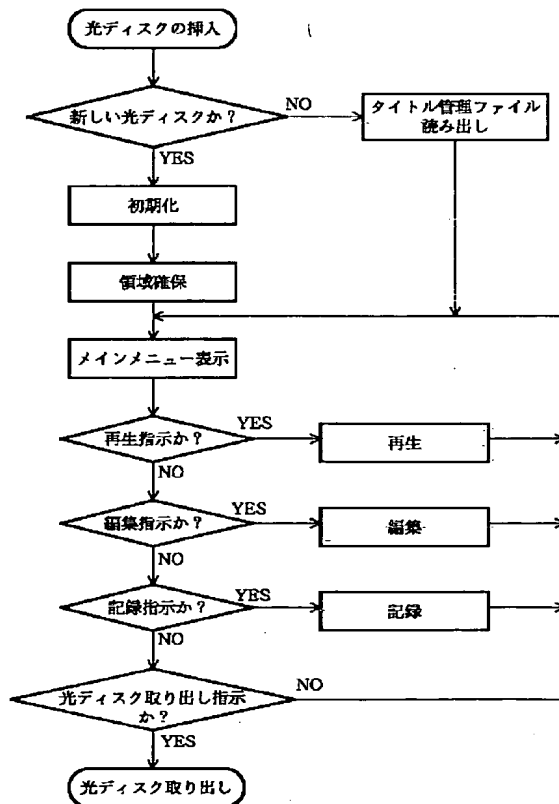 光ディスクの挿入
新しい光ディスクか？
NO
タイトル管理ファイル
読み出し
YES
初期化
領域確保
メインメニュー表示
再生指示か？
YES
再生
NO
編集指示か？
YES
編集
NO
記録指示か？
YES
記録
NO
光ディスク取り出し指示
か？
NO
YES
光ディスク取り出し